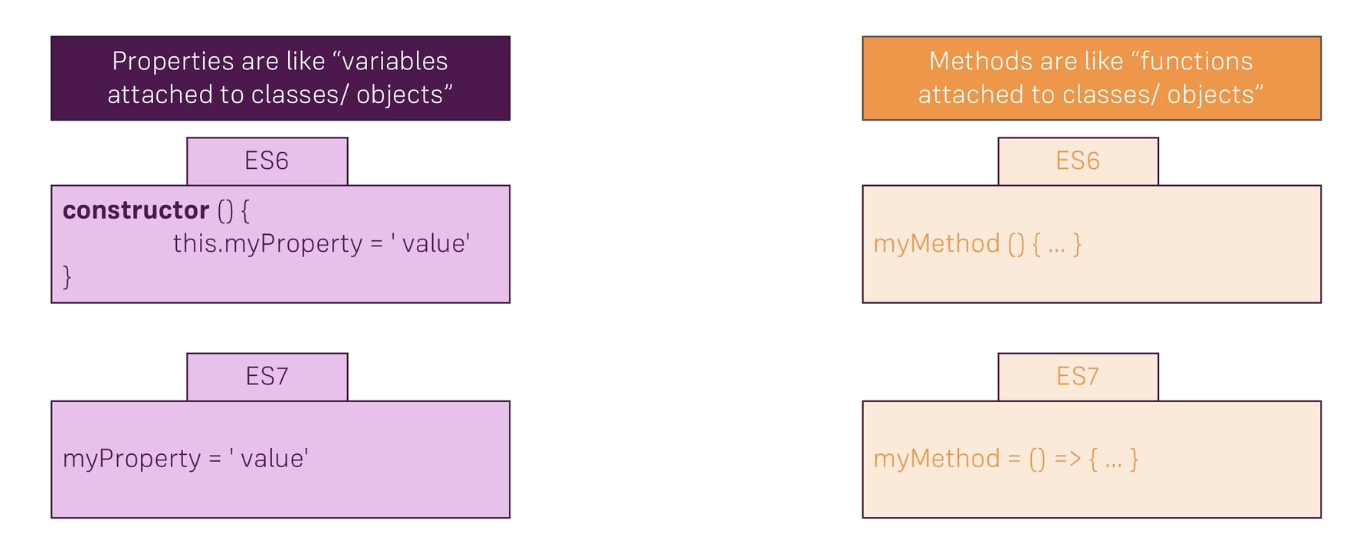 Properties are like “variables
attached to classes/ objects”
ES6
constructor () {
this.myProperty = ' value'
}
ES7
myProperty = ' value'
Methods are like “functions
attached to classes/ objects”
ES6
myMethod () { ... }
ES7
myMethod = () => { ... }